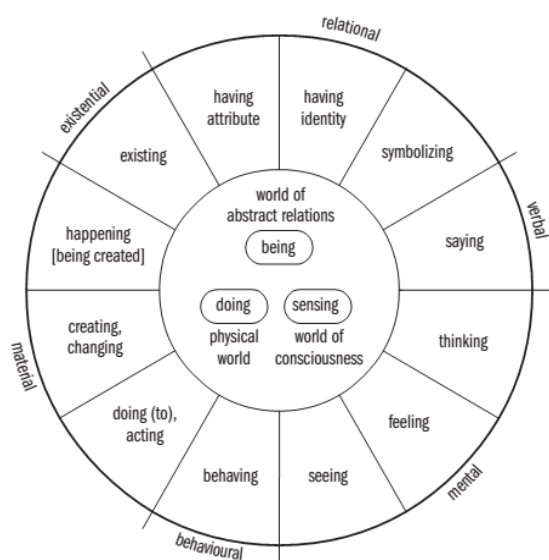 relational
existential
verbal
material
mental
behavioural
having
attribute
having
identity
symbolizing
saying
thinking
feeling
seeing
behaving
doing (to),
acting
creating,
changing
happening
[being created]
existing
world of
abstract relations
being
doing
physical
world
sensing
world of
consciousness